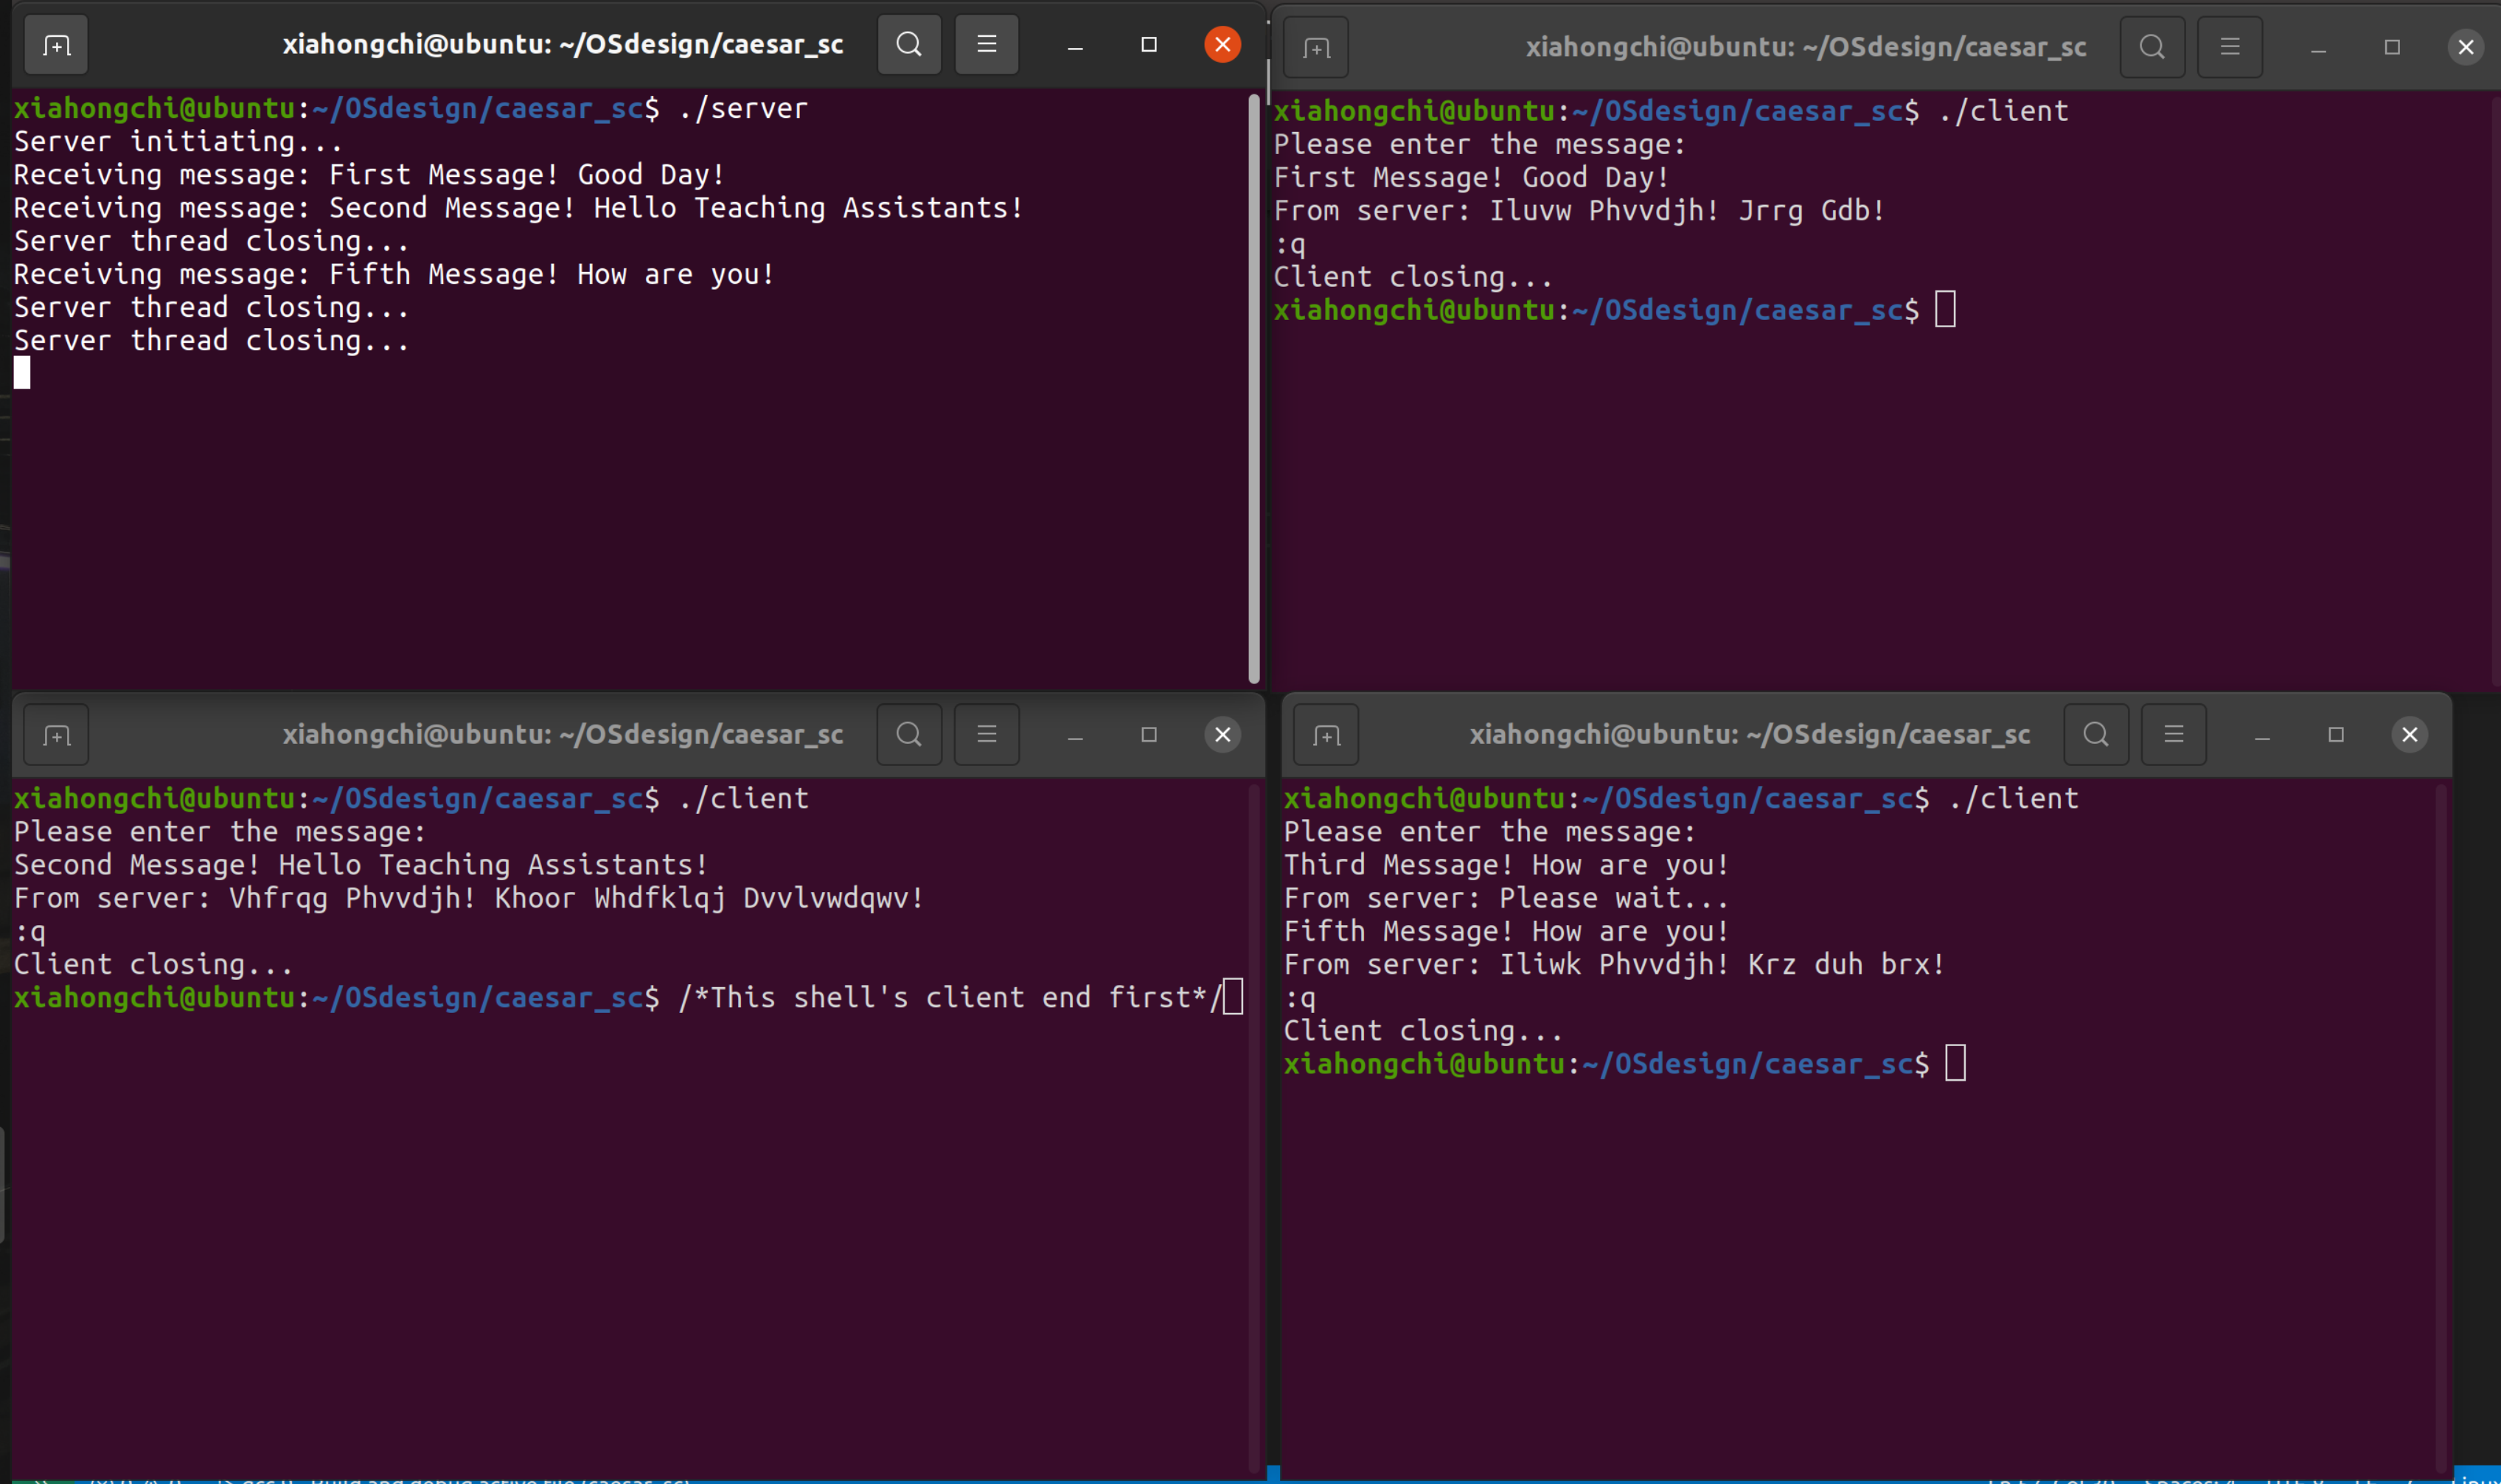 xiahongchi@ubuntu: ~/OSdesign/caesar_sc
xiahongchi@ubuntu:~/OSdesign/caesar_sc$ ./server
Server initiating...
Receiving message: First Message! Good Day!
Receiving message: Second Message! Hello Teaching Assistants!
Server thread closing...
Receiving message: Fifth Message! How are you!
Server thread closing...
Server thread closing...
xiahongchi@ubuntu: ~/OSdesign/caesar_sc
xiahongchi@ubuntu:~/OSdesign/caesar_sc$ ./client
Please enter the message:
First Message! Good Day!
From server: Iluvw Phvvdjh! Jrrg Gdb!
:q
Client closing...
xiahongchi@ubuntu:~/OSdesign/caesar_sc$
xiahongchi@ubuntu: ~/OSdesign/caesar_sc
xiahongchi@ubuntu:~/OSdesign/caesar_sc$ ./client
Please enter the message:
Second Message! Hello Teaching Assistants!
From server: Vhfrqg Phvvdjh! Khoor Whdfklqj Dvvlvwdqwv!
:q
Client closing...
xiahongchi@ubuntu:~/OSdesign/caesar_sc$ /*This shell's client end first*/
xiahongchi@ubuntu: ~/OSdesign/caesar_sc
xiahongchi@ubuntu:~/OSdesign/caesar_sc$ ./client
Please enter the message:
Third Message! How are you!
From server: Please wait...
Fifth Message! How are you!
From server: Iliwk Phvvdjh! Krz duh brx!
:q
Client closing...
xiahongchi@ubuntu:~/OSdesign/caesar_sc$